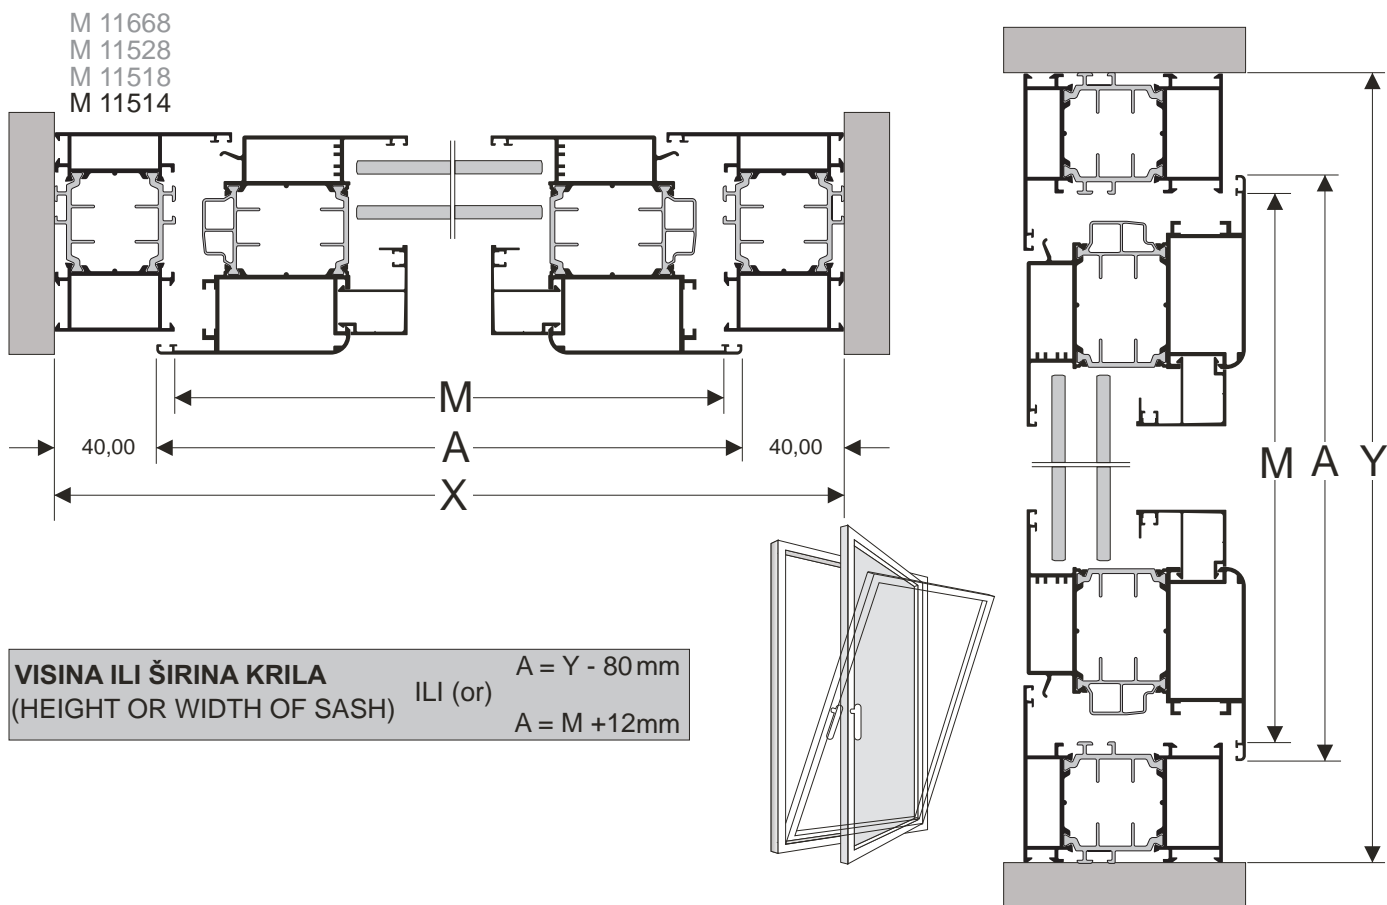 M 11668
M 11528
M 11518
M 11514
M
40,00
A
40,00
X
M A Y
VISINA ILI ŠIRINA KRILA
(HEIGHT OR WIDTH OF SASH)
ILI (or)
A = Y - 80 mm
A = M +12mm